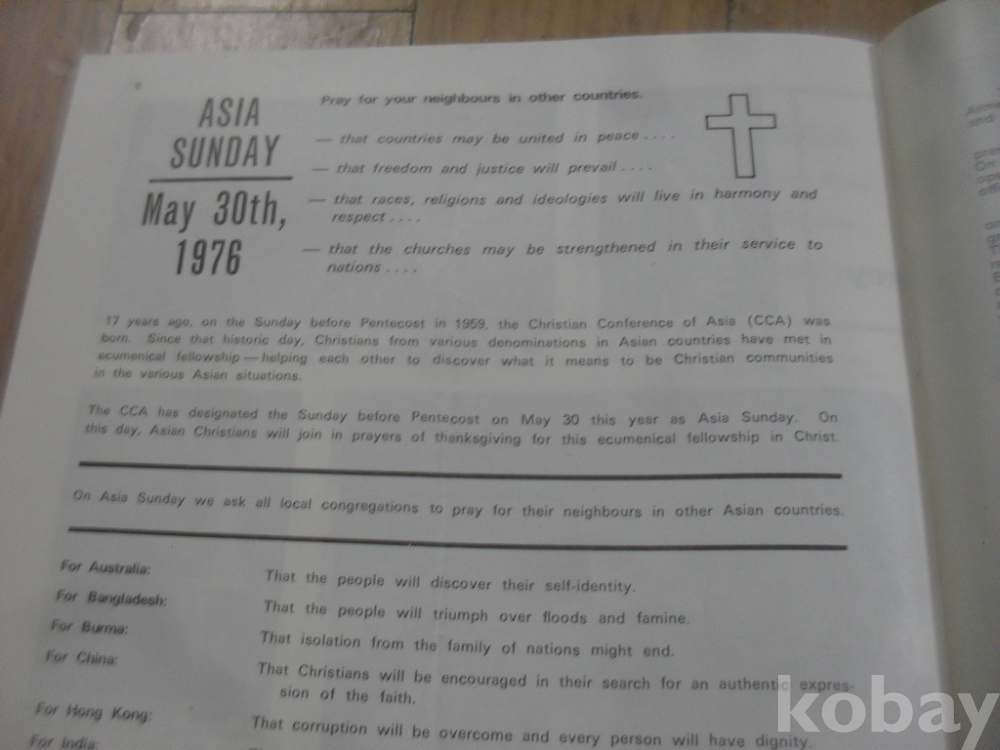 ASIA
SUNDAY
May 30th,
1976
Pray for your neighbours in other countries.
— that countries may be united in peace . . . .
— that freedom and justice will prevail . . . .
— that races, religions and ideologies will live in harmony and
respect . . . .
— that the churches may be strengthened in their service to
nations . . . .
17 years ago, on the Sunday before Pentecost in 1959, the Christian Conference of Asia (CCA) was
born. Since that historic day, Christians from various denominations in Asian countries have met in
ecumenical fellowship — helping each other to discover what it means to be Christian communities
in the various Asian situations.
The CCA has designated the Sunday before Pentecost on May 30 this year as Asia Sunday. On
this day, Asian Christians will join in prayers of thanksgiving for this ecumenical fellowship in Christ.
On Asia Sunday we ask all local congregations to pray for their neighbours in other Asian countries.
For Australia: That the people will discover their self-identity.
For Bangladesh: That the people will triumph over floods and famine.
For Burma: That isolation from the family of nations might end.
For China: That Christians will be encouraged in their search for an authentic expres-
sion of the faith.
For Hong Kong: That corruption will be overcome and every person will have dignity.
For India:
kobay